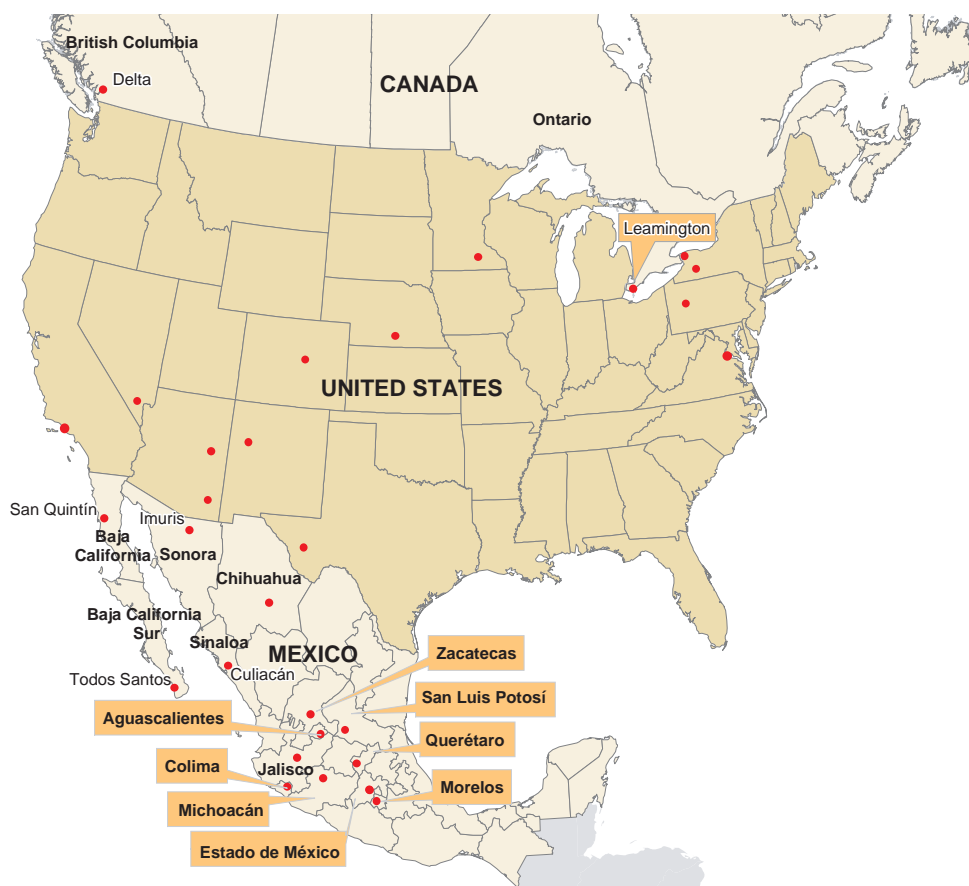 British Columbia
Delta
CANADA
Ontario
Leamington
UNITED STATES
San Quintín
Imuris
Baja
California
Sonora
Chihuahua
Baja California
Sur
Sinaloa
MEXICO
Zacatecas
Culiacán
Todos Santos
San Luis Potosí
Aguascalientes
Querétaro
Colima
Jalisco
Morelos
Michoacán
Estado de México